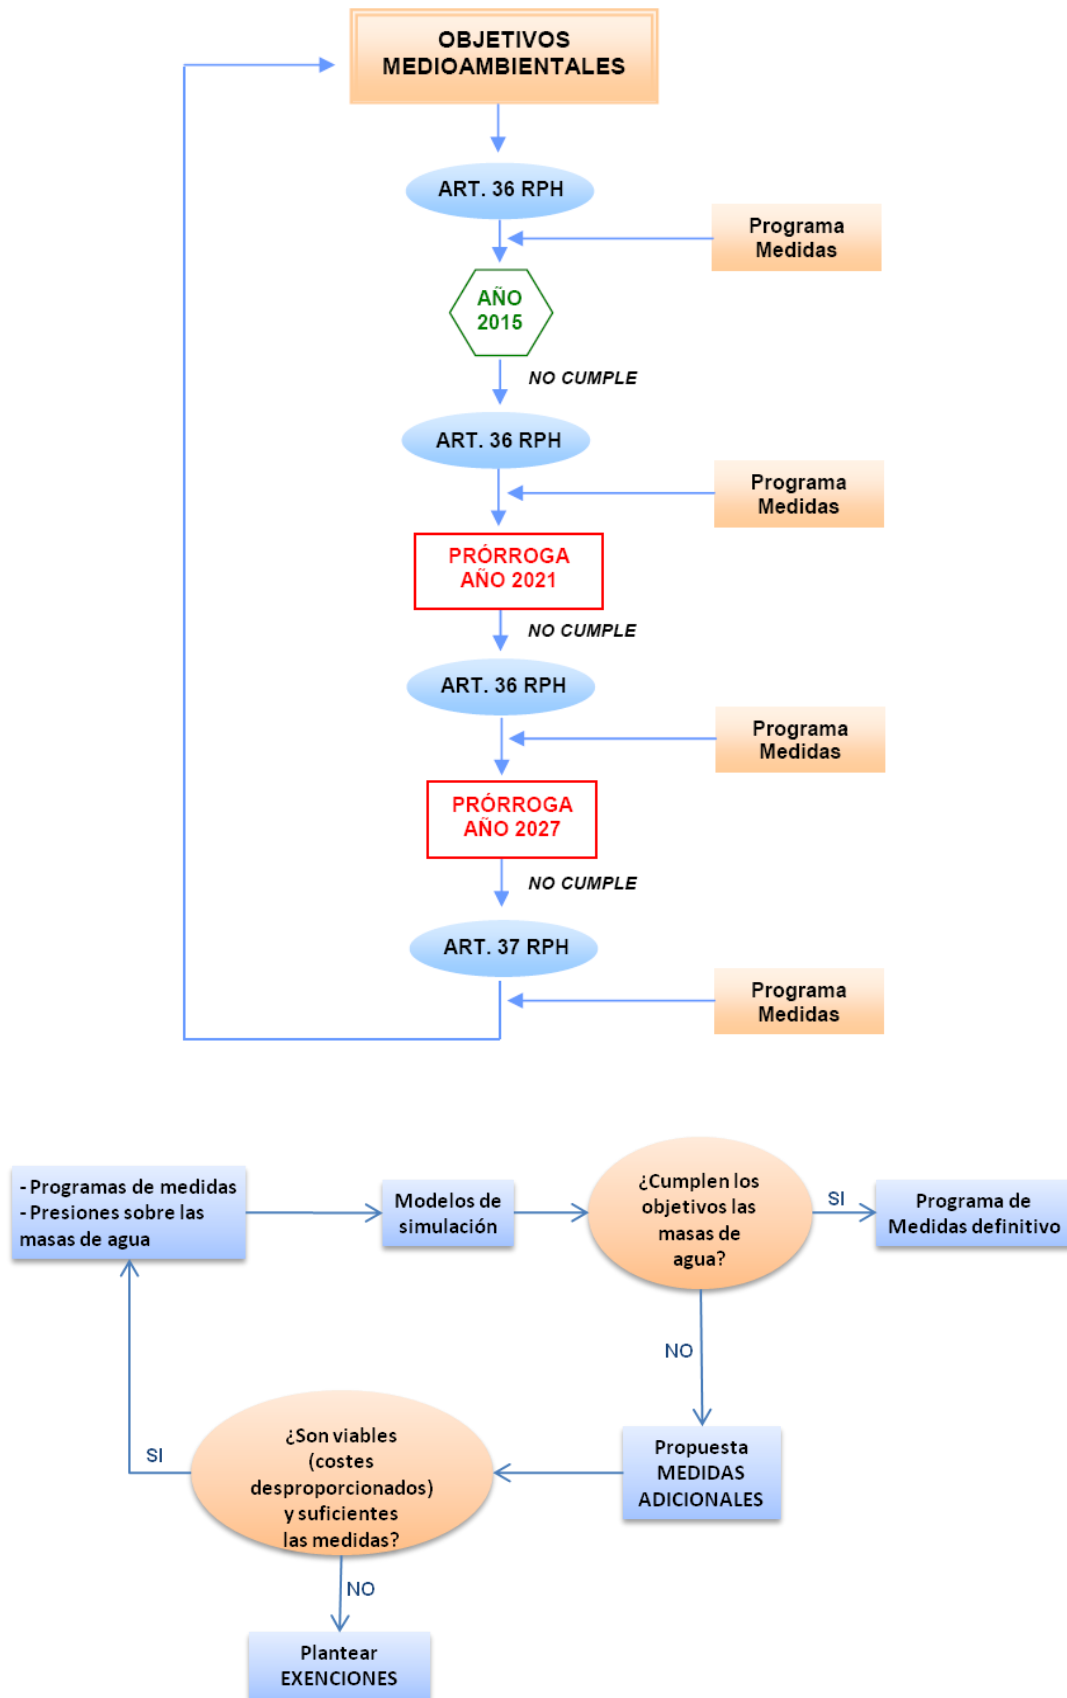 OBJETIVOS
MEDIOAMBIENTALES
ART. 36 RPH
Programa
Medidas
AÑO
2015
NO CUMPLE
ART. 36 RPH
Programa
Medidas
PRÓRROGA
AÑO 2021
NO CUMPLE
ART. 36 RPH
Programa
Medidas
PRÓRROGA
AÑO 2027
NO CUMPLE
ART. 37 RPH
Programa
Medidas
- Programas de medidas
- Presiones sobre las
masas de agua
Modelos de
simulación
¿Cumplen los
objetivos las
masas de
agua?
SI
Programa de
Medidas definitivo
NO
Propuesta
MEDIDAS
ADICIONALES
¿Son viables
(costes
desproporcionados)
y suficientes
las medidas?
SI
NO
Plantear
EXENCIONES